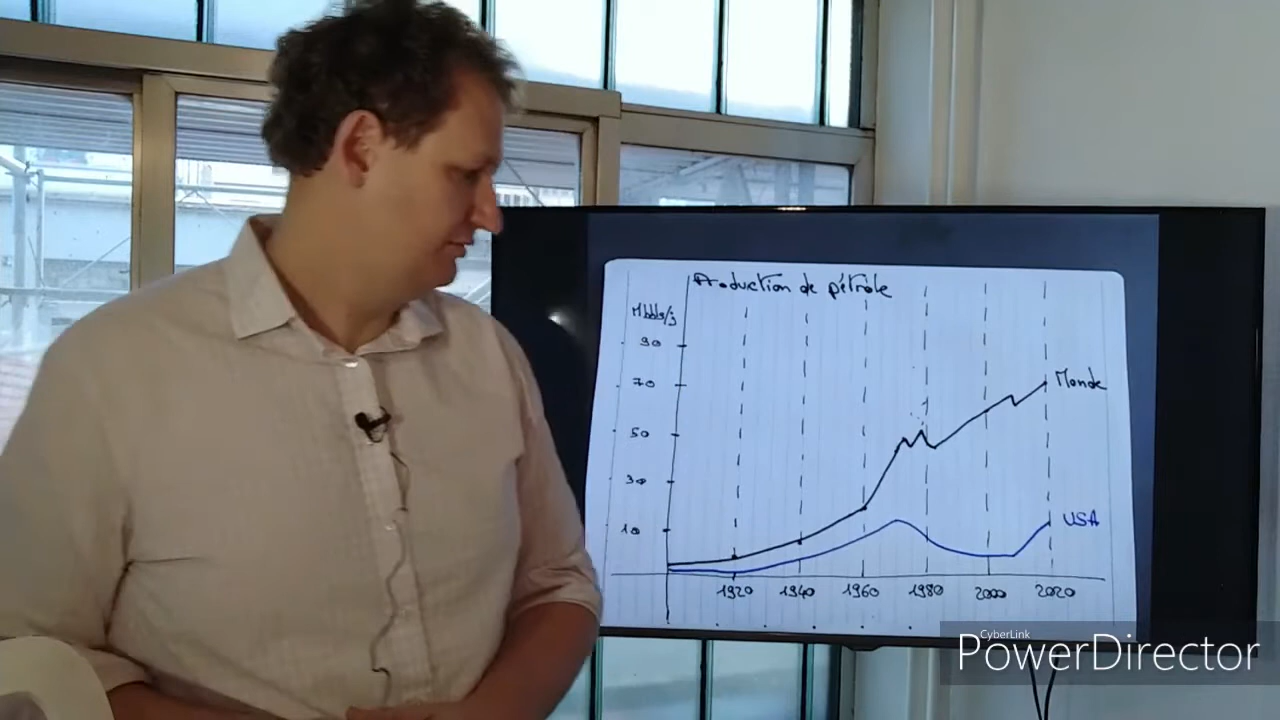 Production de pétrole
Mbbls/j
90
70
50
30
10
Monde
USA
1920 1940 1960 1980 2000 2020
CyberLink
PowerDirector